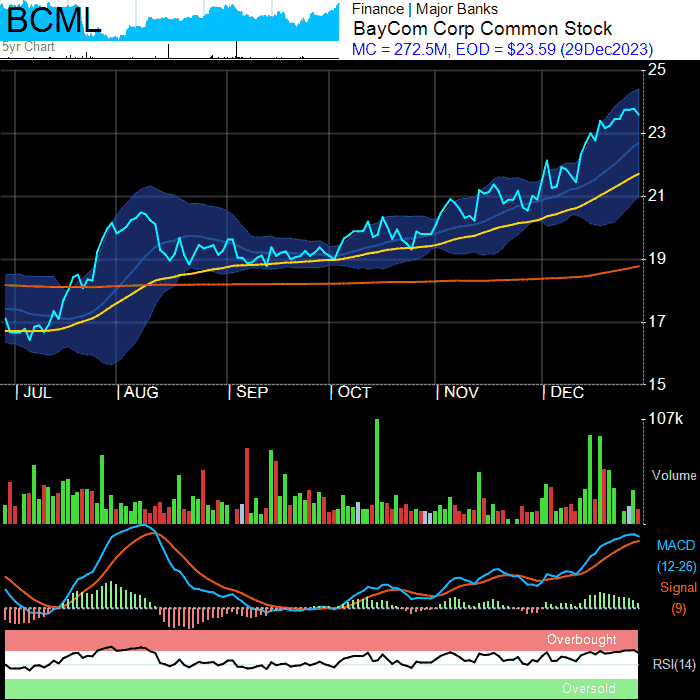 BCML
5yr Chart
Finance | Major Banks
BayCom Corp Common Stock
MC = 272.5M, EOD = $23.59 (29Dec2023)
25
23
21
19
17
15
JUL AUG SEP OCT NOV DEC
107k
Volume
MACD
(12-26)
Signal
(9)
Overbought
RSI(14)
Oversold